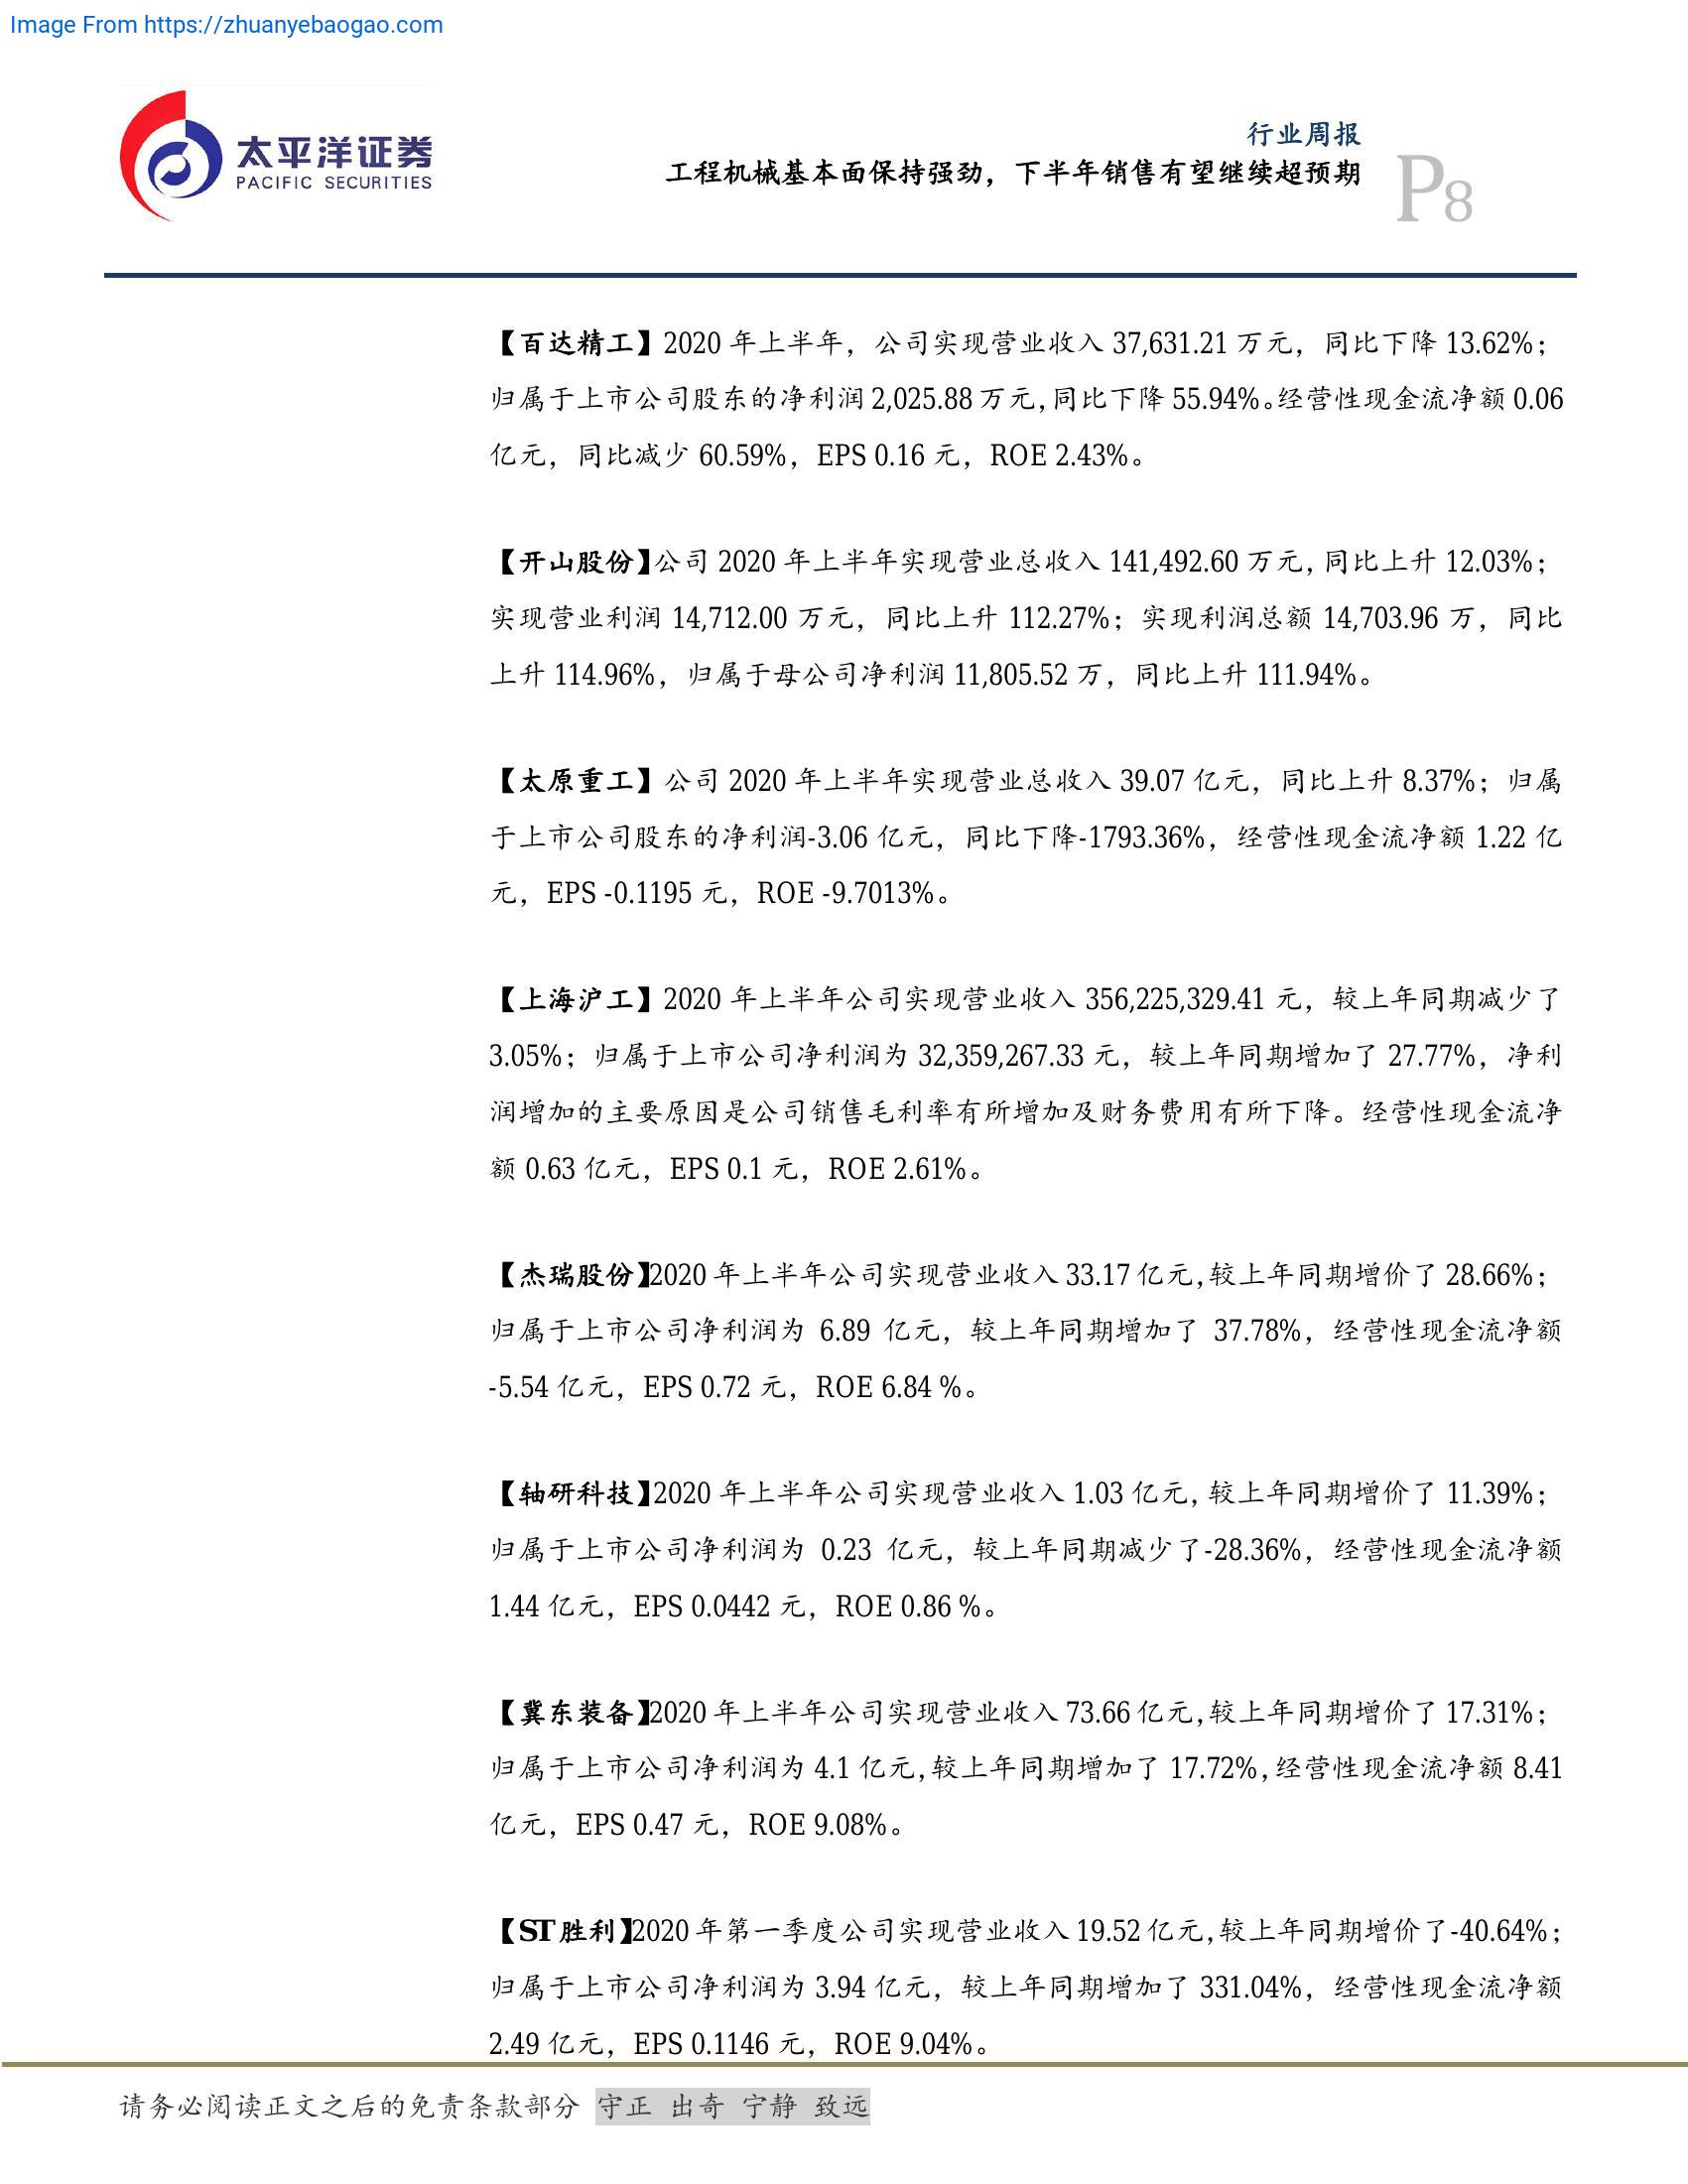 Image From https://zhuanyebaogao.com
太平洋证券
PACIFIC SECURITIES
行业周报
工程机械基本面保持强劲，下半年销售有望继续超预期
P8
【百达精工】2020 年上半年，公司实现营业收入 37,631.21 万元，同比下降 13.62%；
归属于上市公司股东的净利润 2,025.88 万元，同比下降 55.94%。经营性现金流净额 0.06
亿元，同比减少 60.59%，EPS 0.16 元，ROE 2.43%。
【开山股份】公司 2020 年上半年实现营业总收入 141,492.60 万元，同比上升 12.03%；
实现营业利润 14,712.00 万元，同比上升 112.27%；实现利润总额 14,703.96 万，同比
上升 114.96%，归属于母公司净利润 11,805.52 万，同比上升 111.94%。
【太原重工】公司 2020 年上半年实现营业总收入 39.07 亿元，同比上升 8.37%；归属
于上市公司股东的净利润-3.06 亿元，同比下降-1793.36%，经营性现金流净额 1.22 亿
元，EPS -0.1195 元，ROE -9.7013%。
【上海沪工】2020 年上半年公司实现营业收入 356,225,329.41 元，较上年同期减少了
3.05%；归属于上市公司净利润为 32,359,267.33 元，较上年同期增加了 27.77%，净利
润增加的主要原因是公司销售毛利率有所增加及财务费用有所下降。经营性现金流净
额 0.63 亿元，EPS 0.1 元，ROE 2.61%。
【杰瑞股份】2020 年上半年公司实现营业收入 33.17 亿元，较上年同期增价了 28.66%；
归属于上市公司净利润为 6.89 亿元，较上年同期增加了 37.78%，经营性现金流净额
-5.54 亿元，EPS 0.72 元，ROE 6.84 %。
【轴研科技】2020 年上半年公司实现营业收入 1.03 亿元，较上年同期增价了 11.39%；
归属于上市公司净利润为 0.23 亿元，较上年同期减少了-28.36%，经营性现金流净额
1.44 亿元，EPS 0.0442 元，ROE 0.86 %。
【冀东装备】2020 年上半年公司实现营业收入 73.66 亿元，较上年同期增价了 17.31%；
归属于上市公司净利润为 4.1 亿元，较上年同期增加了 17.72%，经营性现金流净额 8.41
亿元，EPS 0.47 元，ROE 9.08%。
【ST 胜利】2020 年第一季度公司实现营业收入 19.52 亿元，较上年同期增价了-40.64%；
归属于上市公司净利润为 3.94 亿元，较上年同期增加了 331.04%，经营性现金流净额
2.49 亿元，EPS 0.1146 元，ROE 9.04%。
请务必阅读正文之后的免责条款部分 守正 出奇 宁静 致远